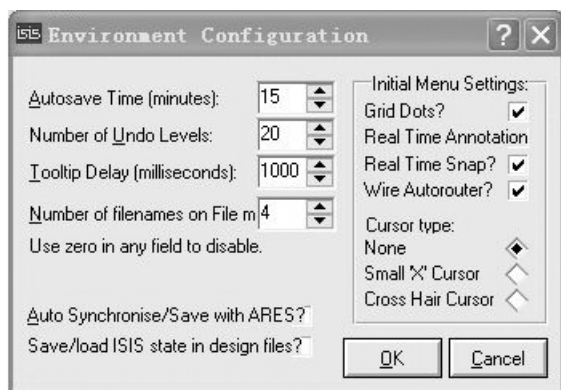 isis Environment Configuration
Autosave Time (minutes): 15
Number of Undo Levels: 20
Tooltip Delay (milliseconds): 1000
Number of filenames on File m 4
Use zero in any field to disable.
Auto Synchronise/Save with ARES?
Save/load ISIS state in design files?
Initial Menu Settings:
Grid Dots?
Real Time Annotation
Real Time Snap?
Wire Autorouter?
Cursor type:
None
Small 'X' Cursor
Cross Hair Cursor
OK
Cancel